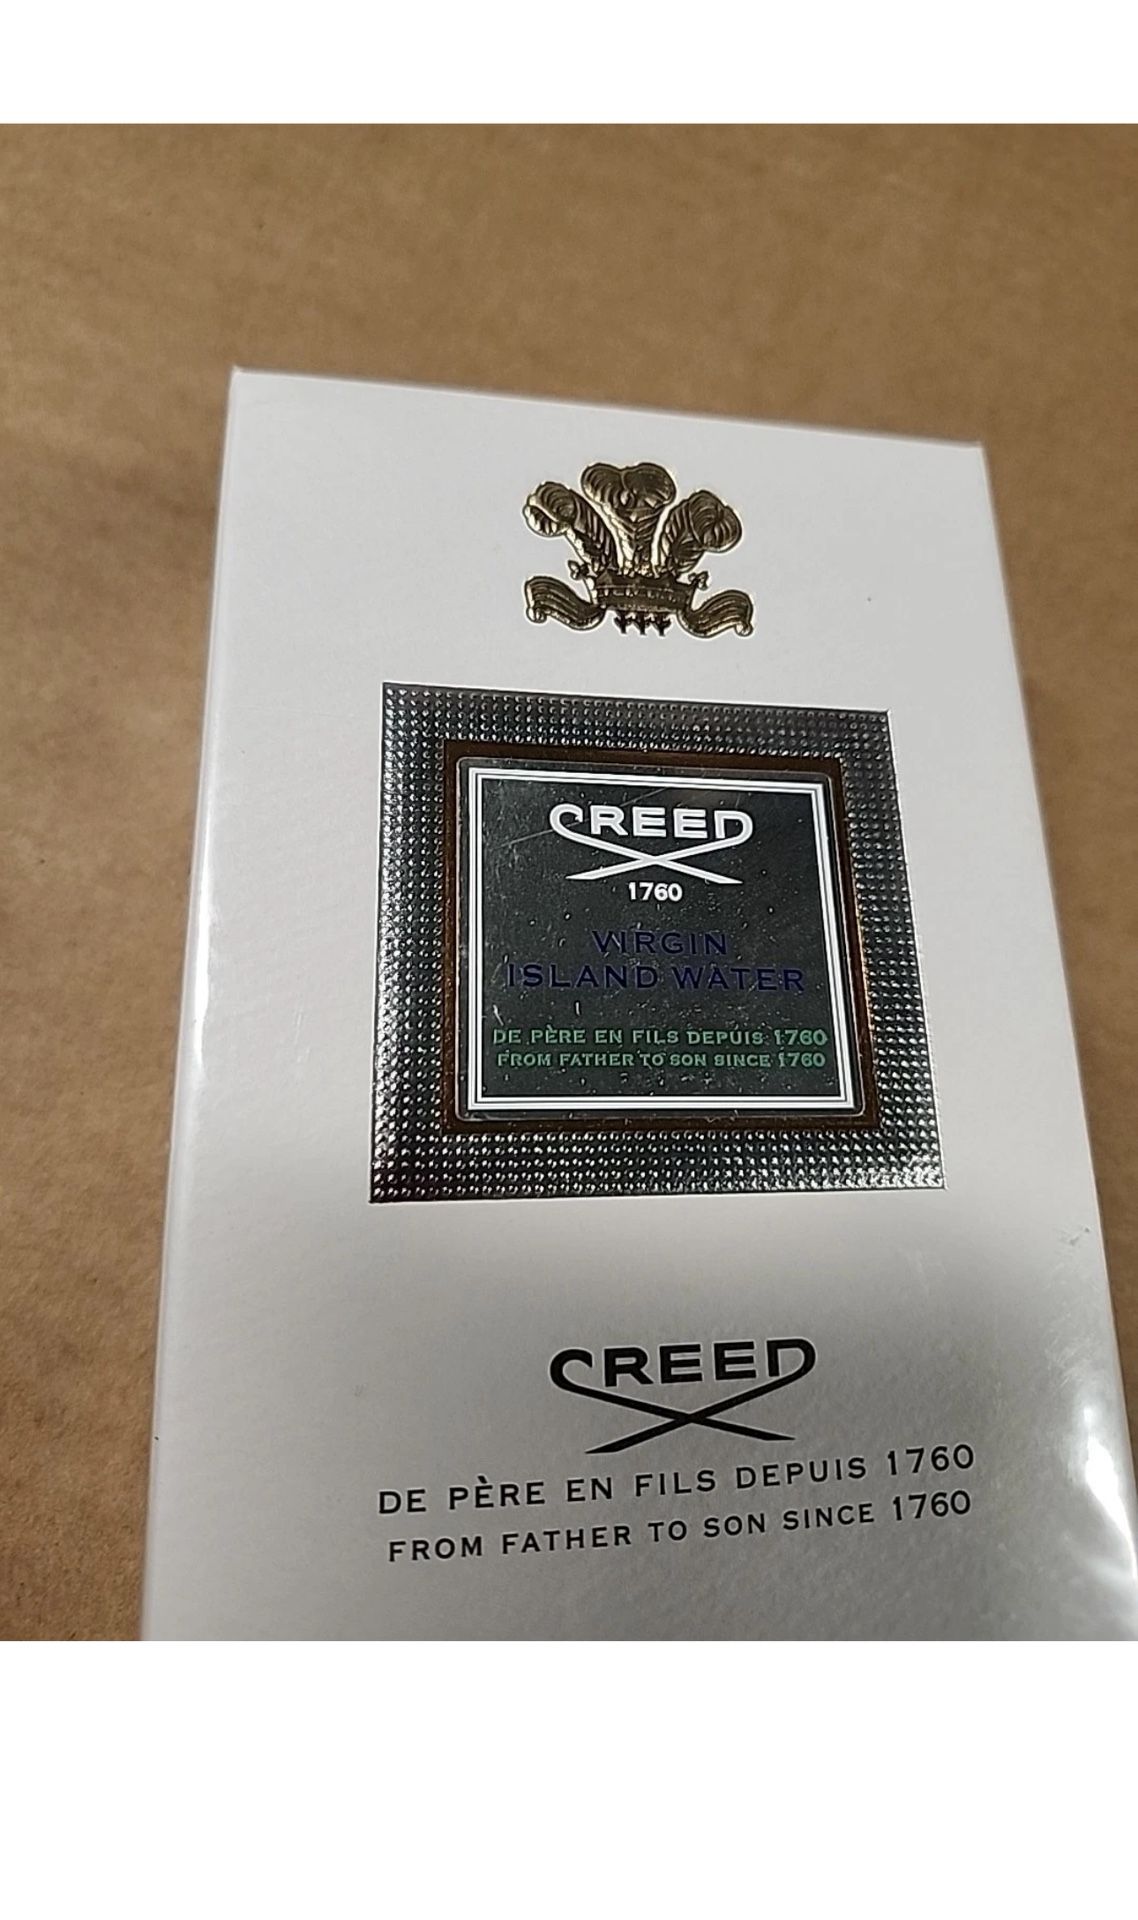 CREED
1760
VIRGIN
ISLAND WATER
DE PÈRE EN FILS DEPUIS 1760
FROM FATHER TO SON SINCE 1760
CREED
DE PÈRE EN FILS DEPUIS 1760
FROM FATHER TO SON SINCE 1760